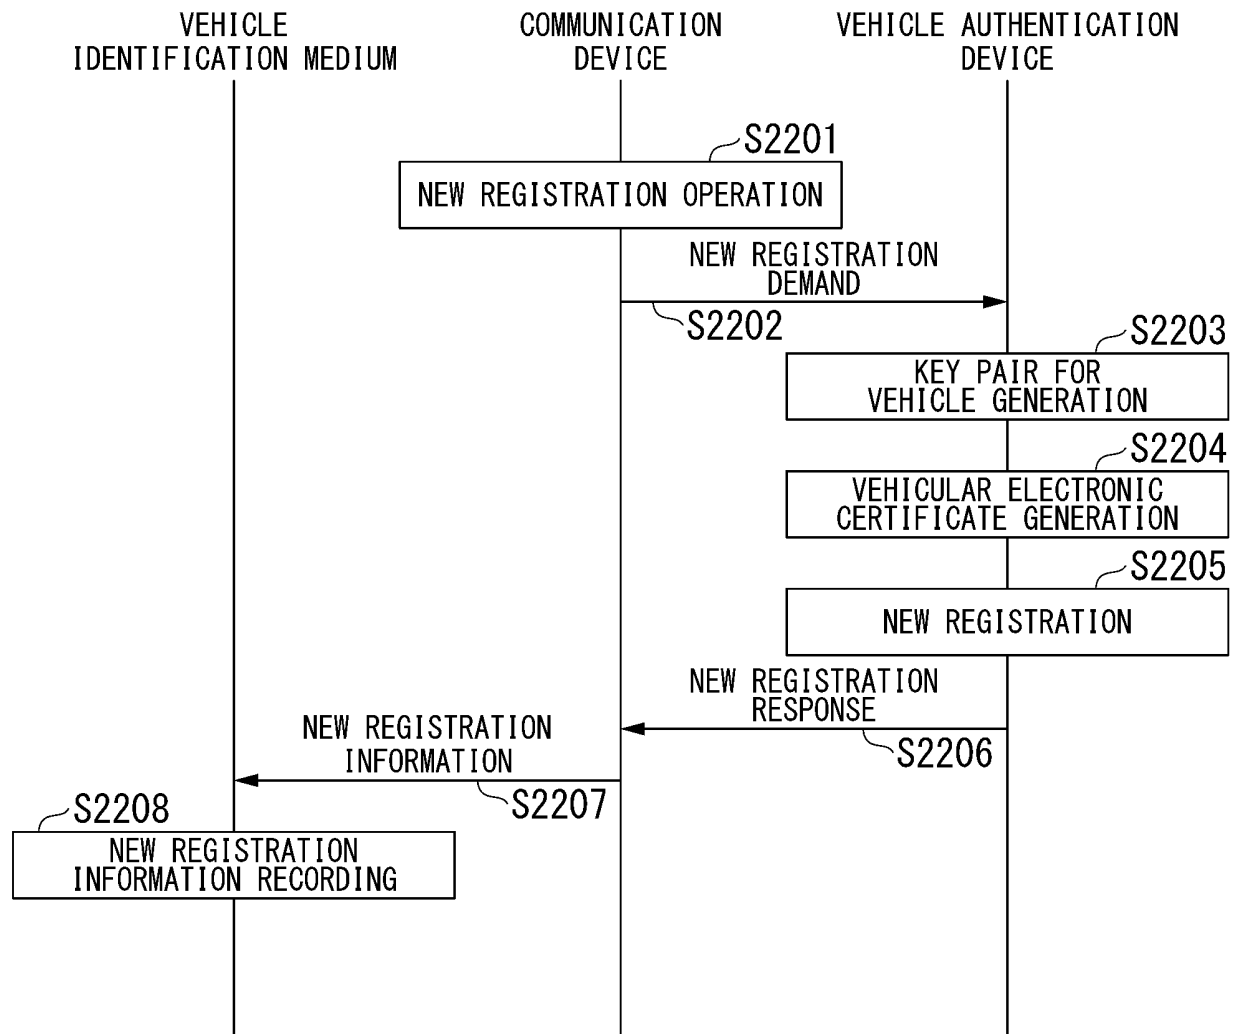 VEHICLE
IDENTIFICATION MEDIUM
COMMUNICATION
DEVICE
VEHICLE AUTHENTICATION
DEVICE
S2201
NEW REGISTRATION OPERATION
NEW REGISTRATION
DEMAND
S2202
S2203
KEY PAIR FOR
VEHICLE GENERATION
S2204
VEHICULAR ELECTRONIC
CERTIFICATE GENERATION
S2205
NEW REGISTRATION
NEW REGISTRATION
RESPONSE
S2206
NEW REGISTRATION
INFORMATION
S2207
S2208
NEW REGISTRATION
INFORMATION RECORDING